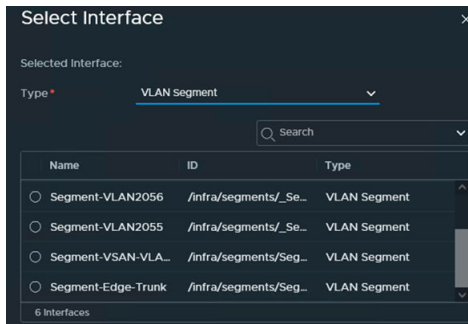 Select Interface
Selected Interface:
Type* VLAN Segment
Search
Name ID Type
Segment-VLAN2056 /infra/segments/_Se... VLAN Segment
Segment-VLAN2055 /infra/segments/_Se... VLAN Segment
Segment-VSAN-VLA... /infra/segments/Seg... VLAN Segment
Segment-Edge-Trunk /infra/segments/Seg... VLAN Segment
6 Interfaces